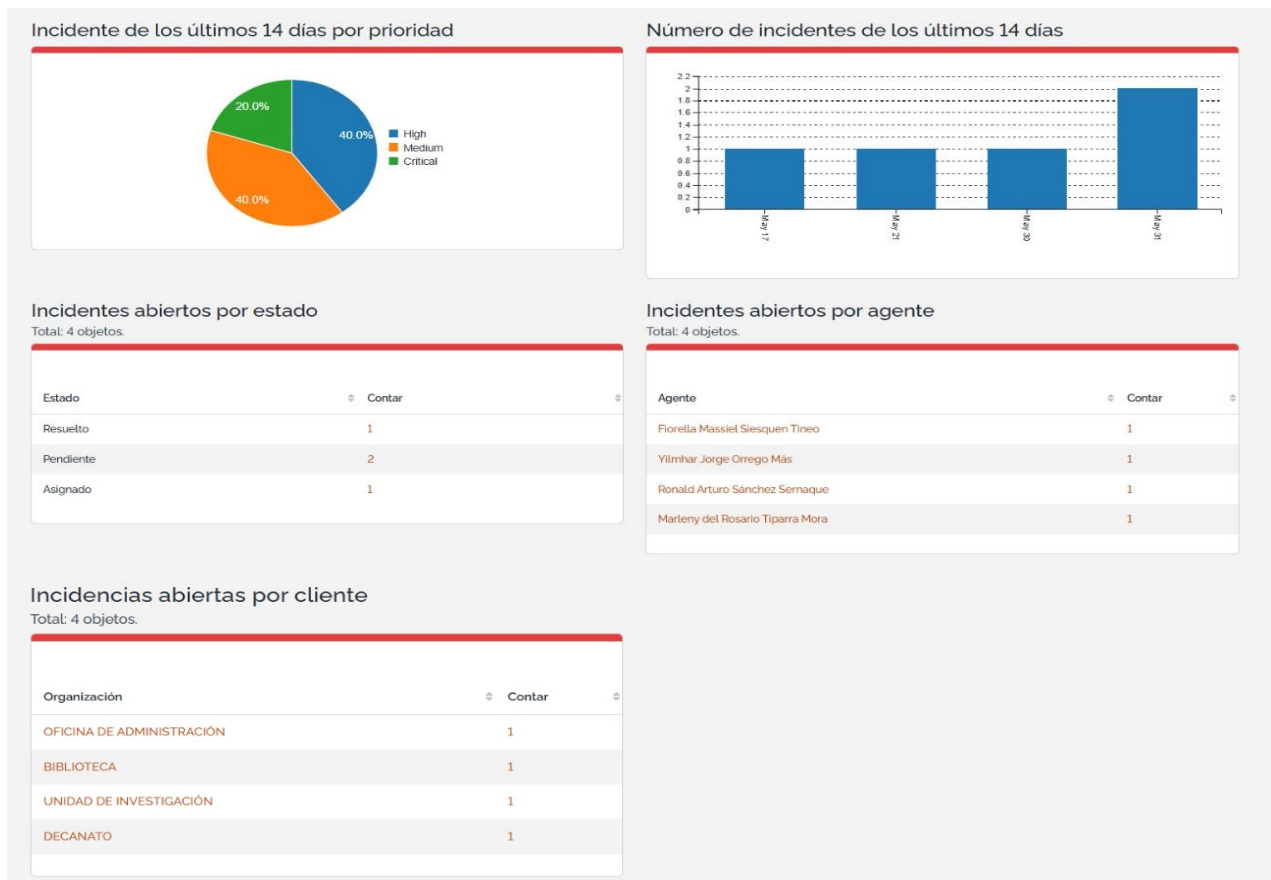 Incidente de los últimos 14 días por prioridad
20.0%
40.0%
40.0%
High
Medium
Critical
Número de incidentes de los últimos 14 días
2.2
2
1.8
1.6
1.4
1.2
1
0.8
0.6
0.4
0.2
0
May 17
May 21
May 30
May 31
Incidentes abiertos por estado
Total: 4 objetos.
Estado Contar
Resuelto 1
Pendiente 2
Asignado 1
Incidentes abiertos por agente
Total: 4 objetos.
Agente Contar
Fiorella Massiel Siesquen Tineo 1
Yilmhar Jorge Orrego Más 1
Ronald Arturo Sánchez Sernaque 1
Marleny del Rosario Tiparra Mora 1
Incidencias abiertas por cliente
Total: 4 objetos.
Organización Contar
OFICINA DE ADMINISTRACIÓN 1
BIBLIOTECA 1
UNIDAD DE INVESTIGACIÓN 1
DECANATO 1